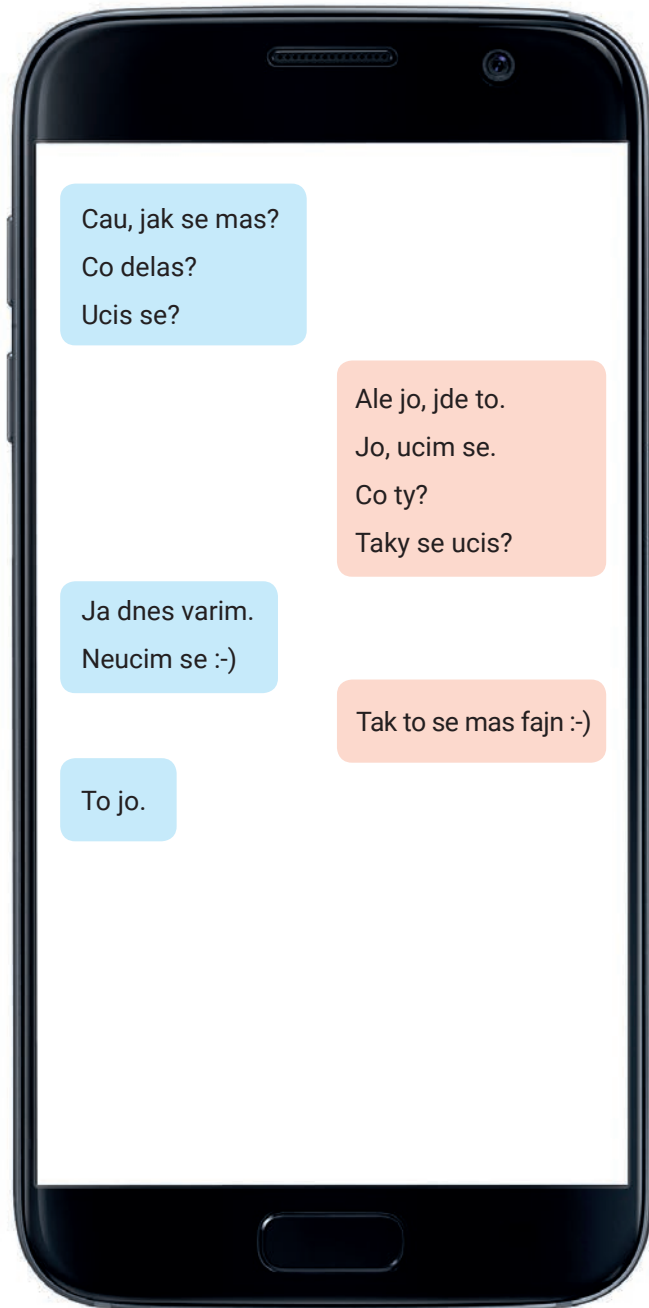 Cau, jak se mas?
Co delas?
Ucis se?
Ale jo, jde to.
Jo, ucim se.
Co ty?
Taky se ucis?
Ja dnes varim.
Neucim se :-)
Tak to se mas fajn :-)
To jo.